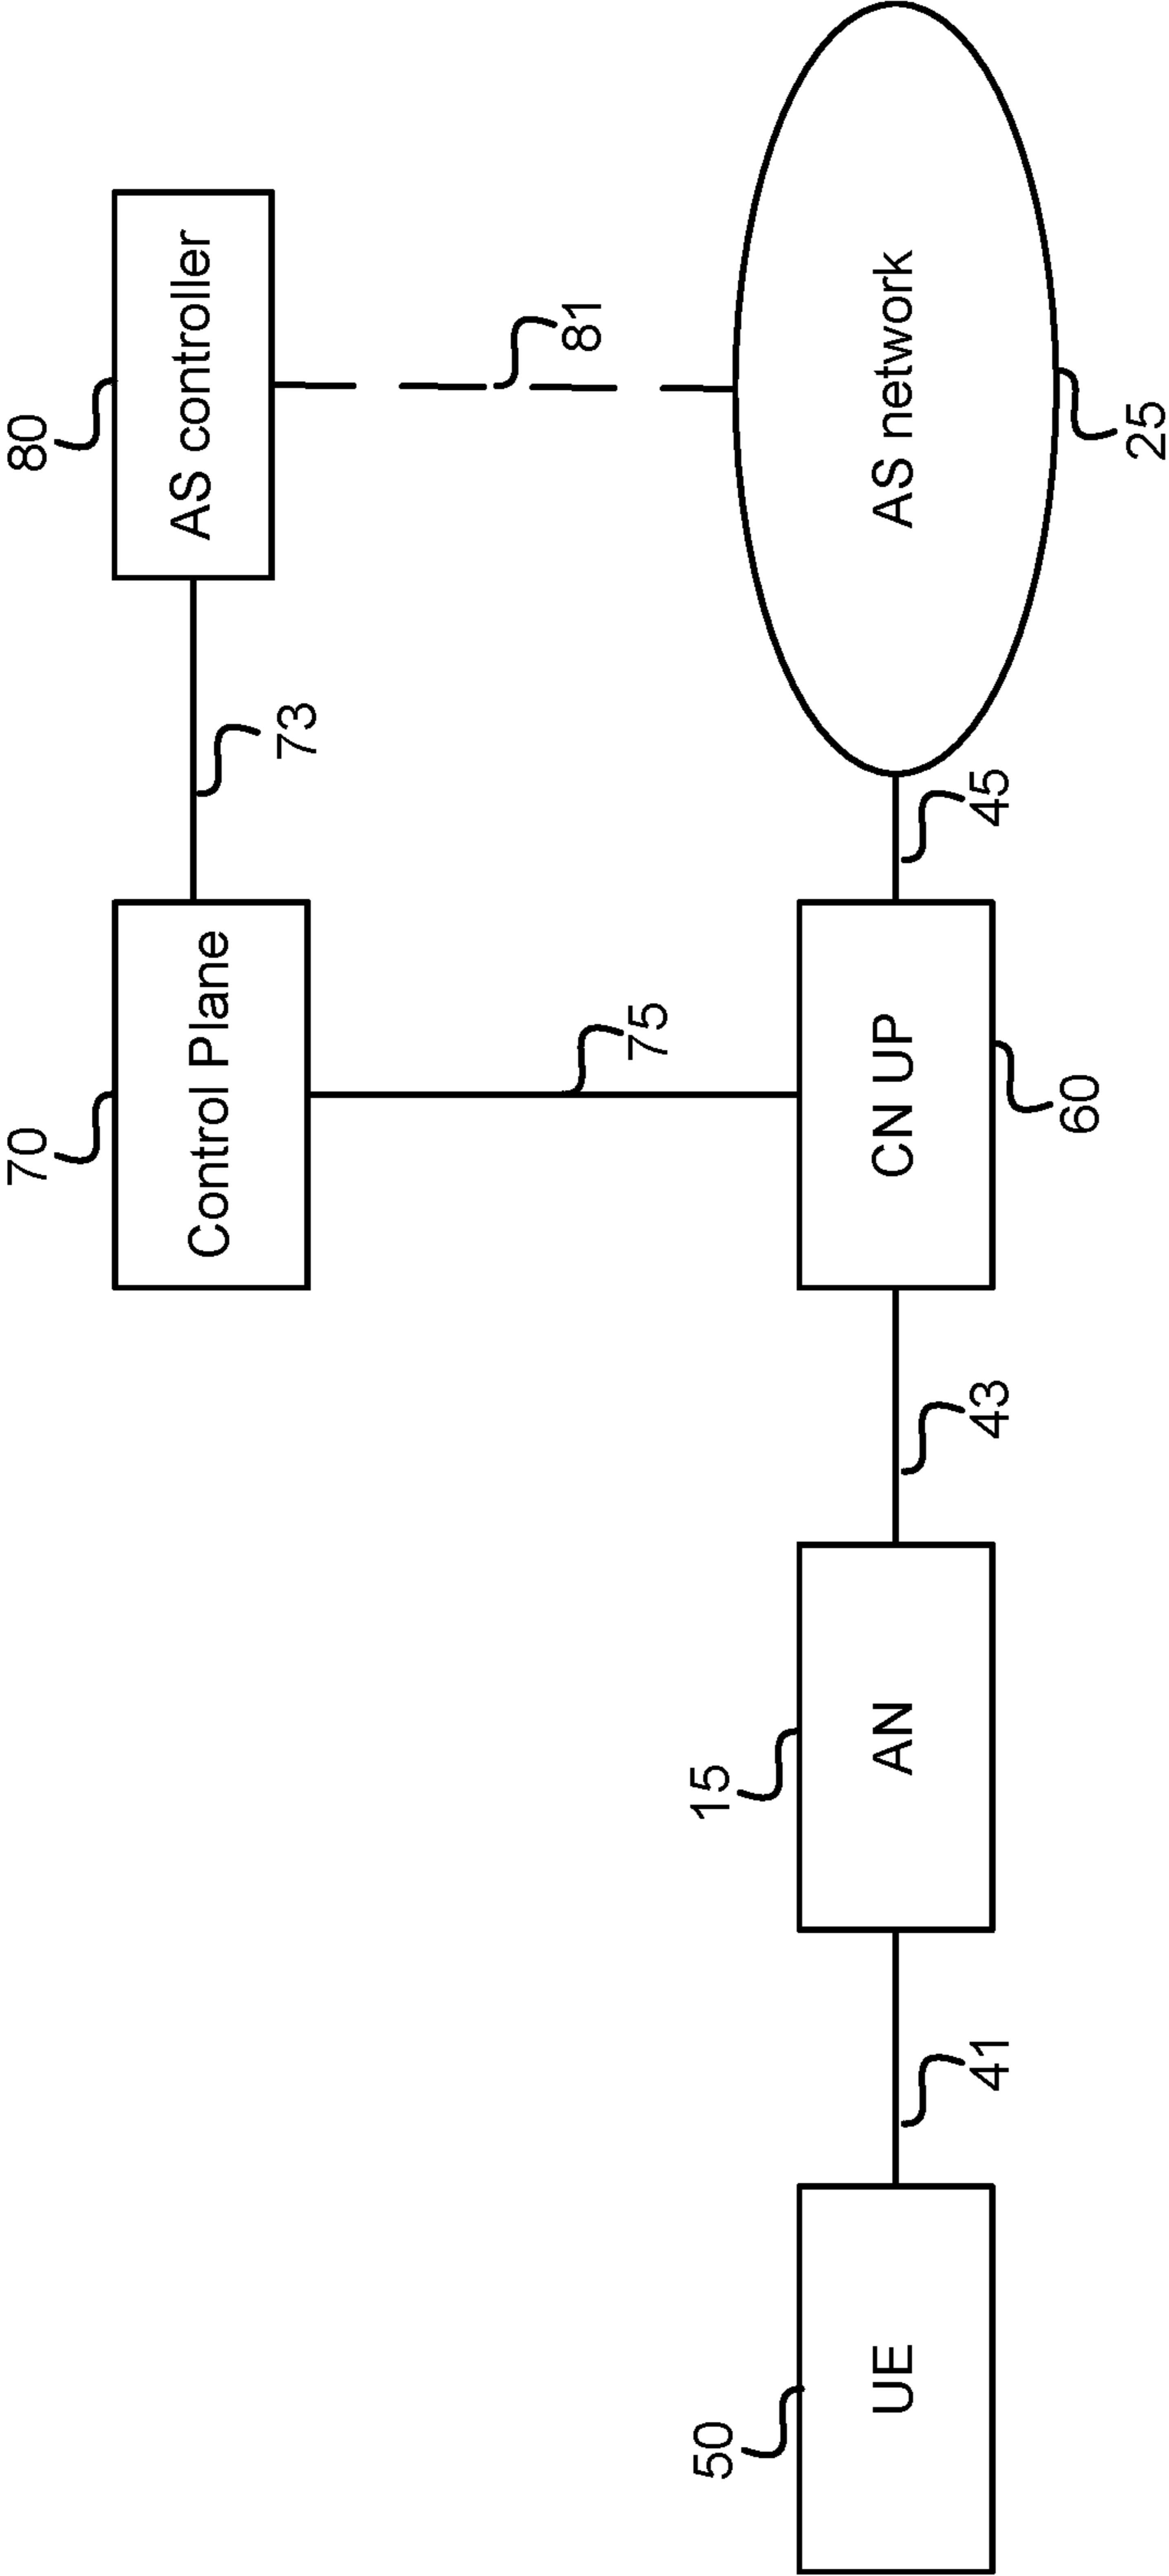 70
80
Control Plane
AS controller
73
75
81
50
15
UE
AN
CN UP
AS network
41
43
45
60
25